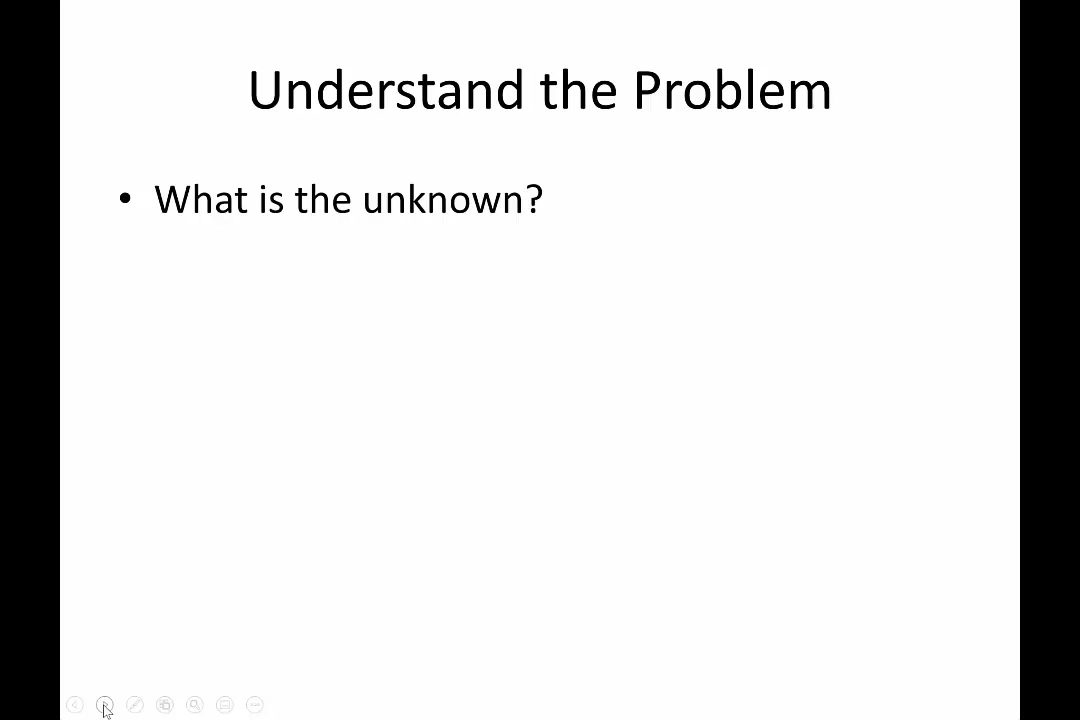 Understand the Problem
• What is the unknown?